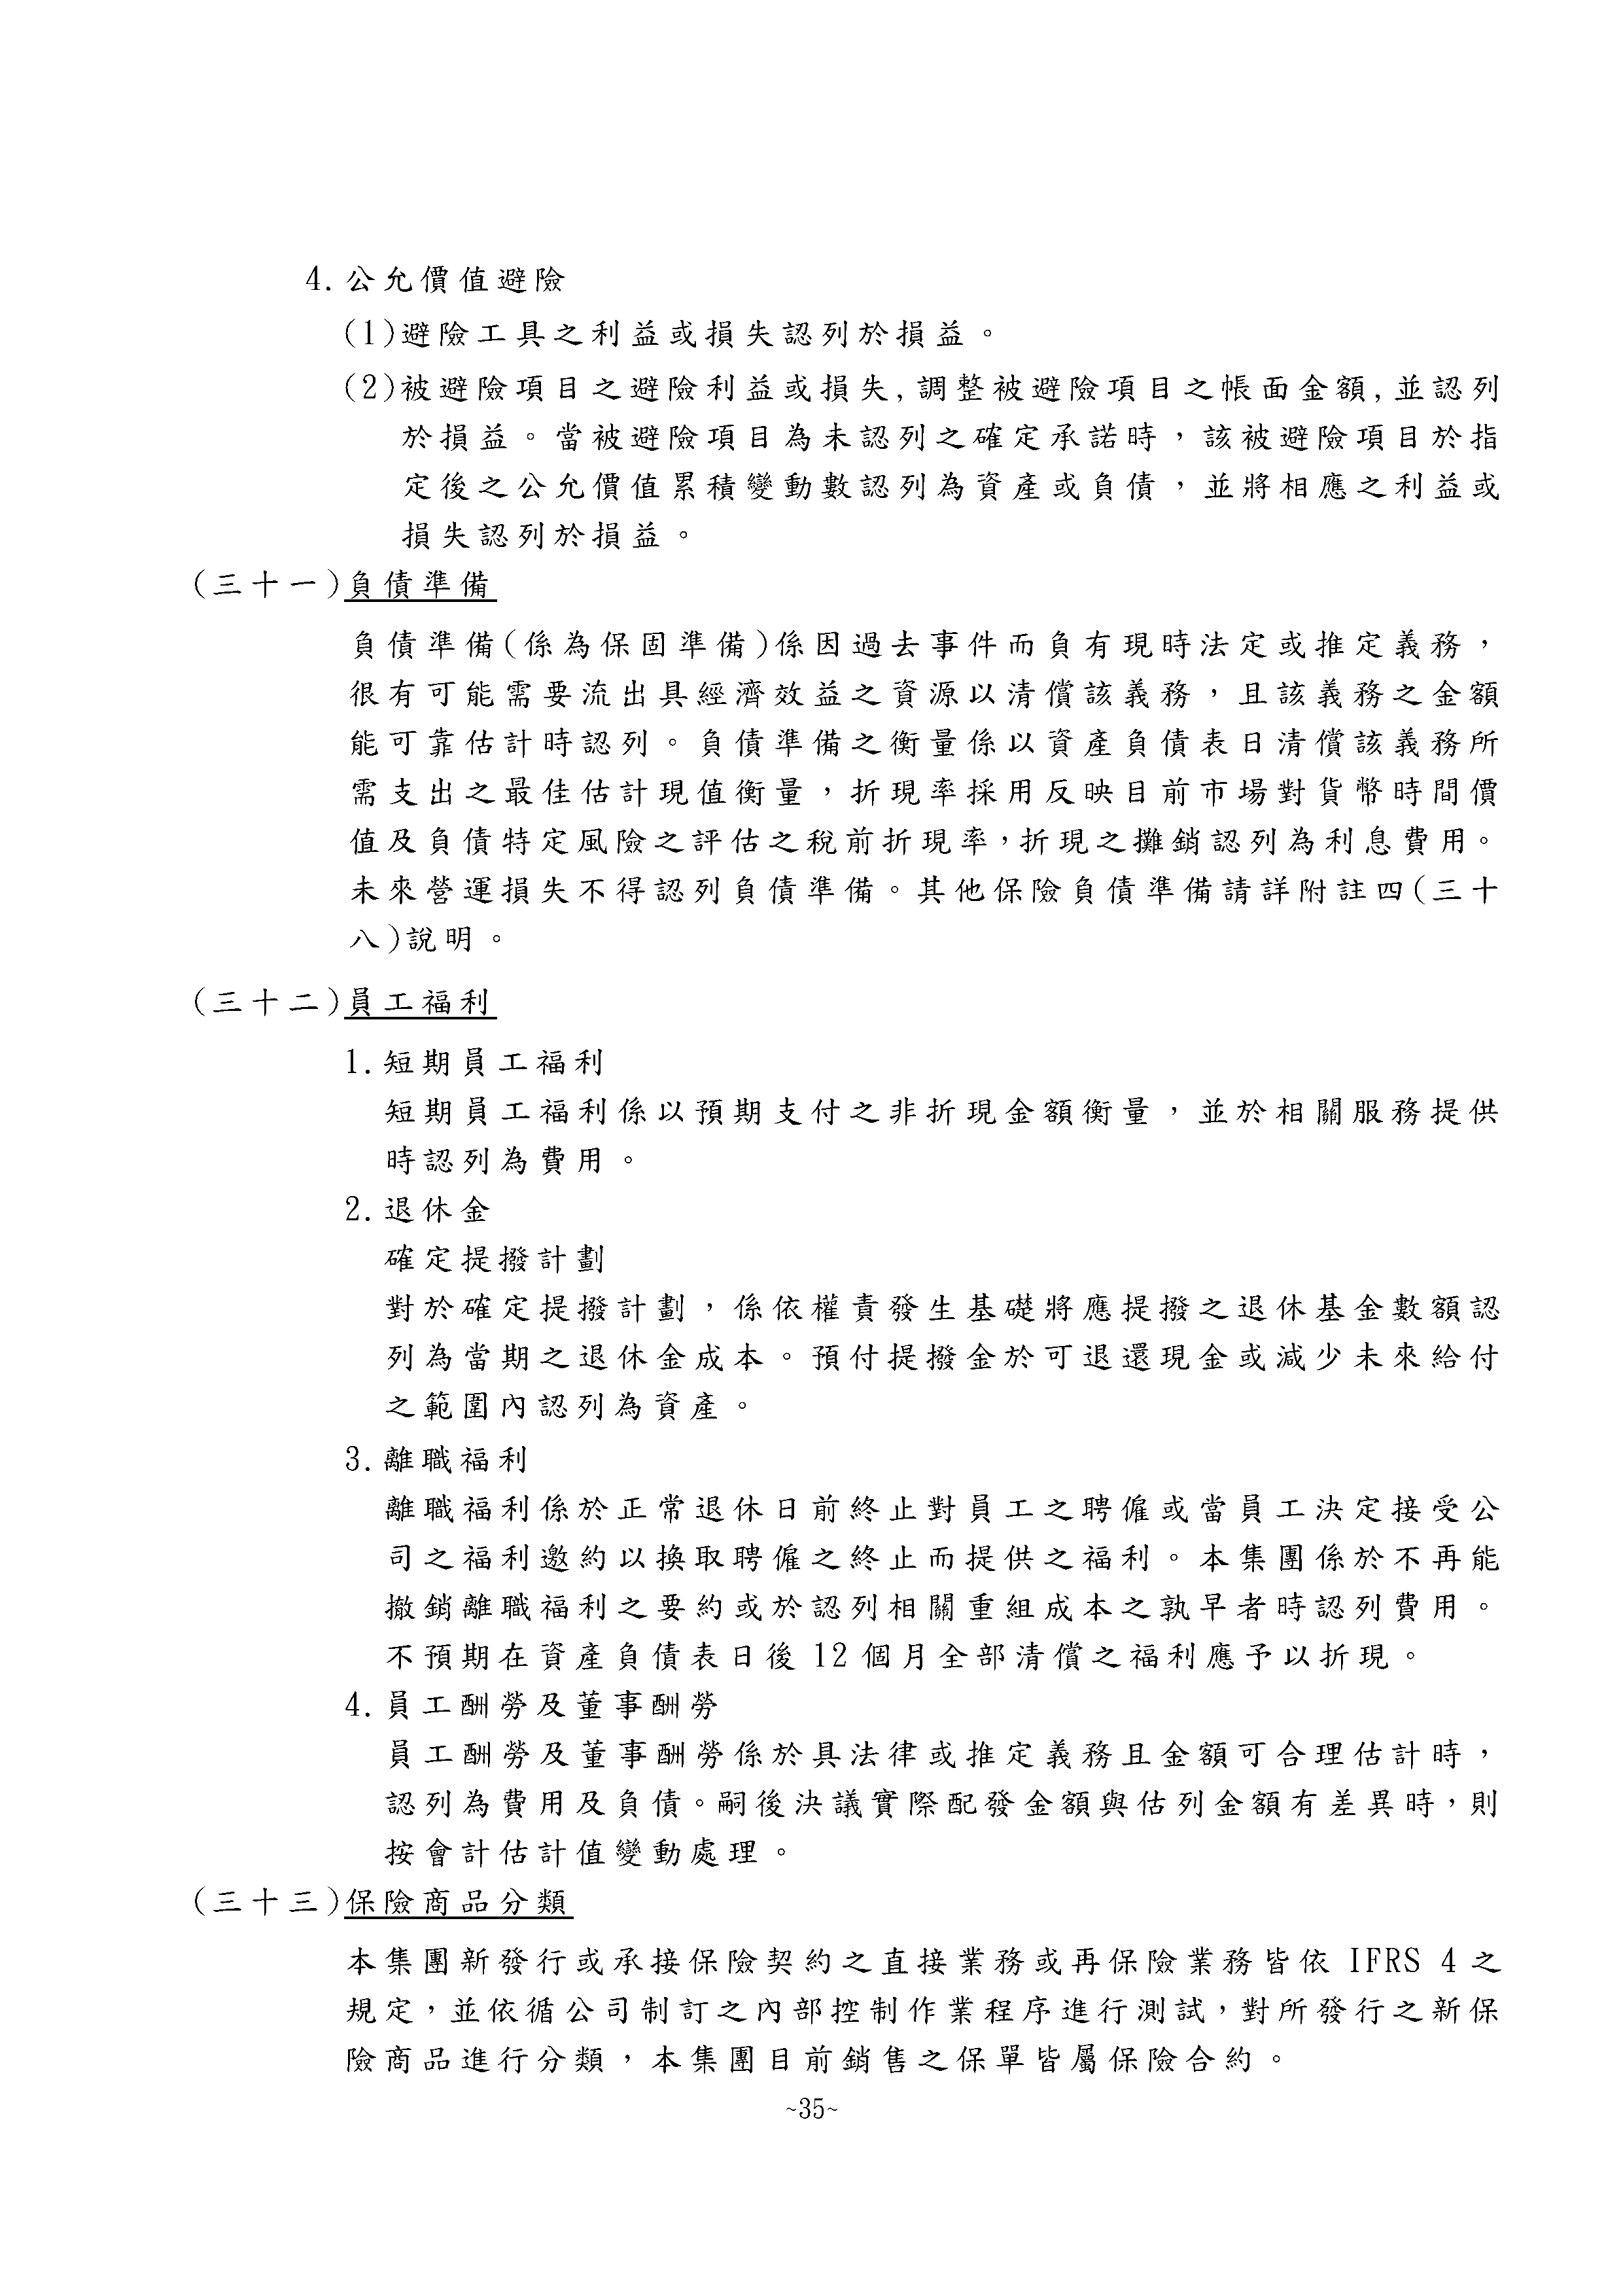 4.公允價值避險
(1)避險工具之利益或損失認列於損益。
(2)被避險項目之避險利益或損失,調整被避險項目之帳面金額,並認列
於損益。當被避險項目為未認列之確定承諾時，該被避險項目於指
定後之公允價值累積變動數認列為資產或負債，並將相應之利益或
損失認列於損益。
(三十一)負債準備
負債準備(係為保固準備)係因過去事件而負有現時法定或推定義務，
很有可能需要流出具經濟效益之資源以清償該義務，且該義務之金額
能可靠估計時認列。負債準備之衡量係以資產負債表日清償該義務所
需支出之最佳估計現值衡量，折現率採用反映目前市場對貨幣時間價
值及負債特定風險之評估之稅前折現率，折現之攤銷認列為利息費用。
未來營運損失不得認列負債準備。其他保險負債準備請詳附註四(三十
八)說明。
(三十二)員工福利
1.短期員工福利
短期員工福利係以預期支付之非折現金額衡量，並於相關服務提供
時認列為費用。
2.退休金
確定提撥計劃
對於確定提撥計劃，係依權責發生基礎將應提撥之退休基金數額認
列為當期之退休金成本。預付提撥金於可退還現金或減少未來給付
之範圍內認列為資產。
3.離職福利
離職福利係於正常退休日前終止對員工之聘僱或當員工決定接受公
司之福利邀約以換取聘僱之終止而提供之福利。本集團係於不再能
撤銷離職福利之要約或於認列相關重組成本之孰早者時認列費用。
不預期在資產負債表日後 12 個月全部清償之福利應予以折現。
4.員工酬勞及董事酬勞
員工酬勞及董事酬勞係於具法律或推定義務且金額可合理估計時，
認列為費用及負債。嗣後決議實際配發金額與估列金額有差異時，則
按會計估計值變動處理。
(三十三)保險商品分類
本集團新發行或承接保險契約之直接業務或再保險業務皆依 IFRS 4 之
規定，並依循公司制訂之內部控制作業程序進行測試，對所發行之新保
險商品進行分類，本集團目前銷售之保單皆屬保險合約。
~35~